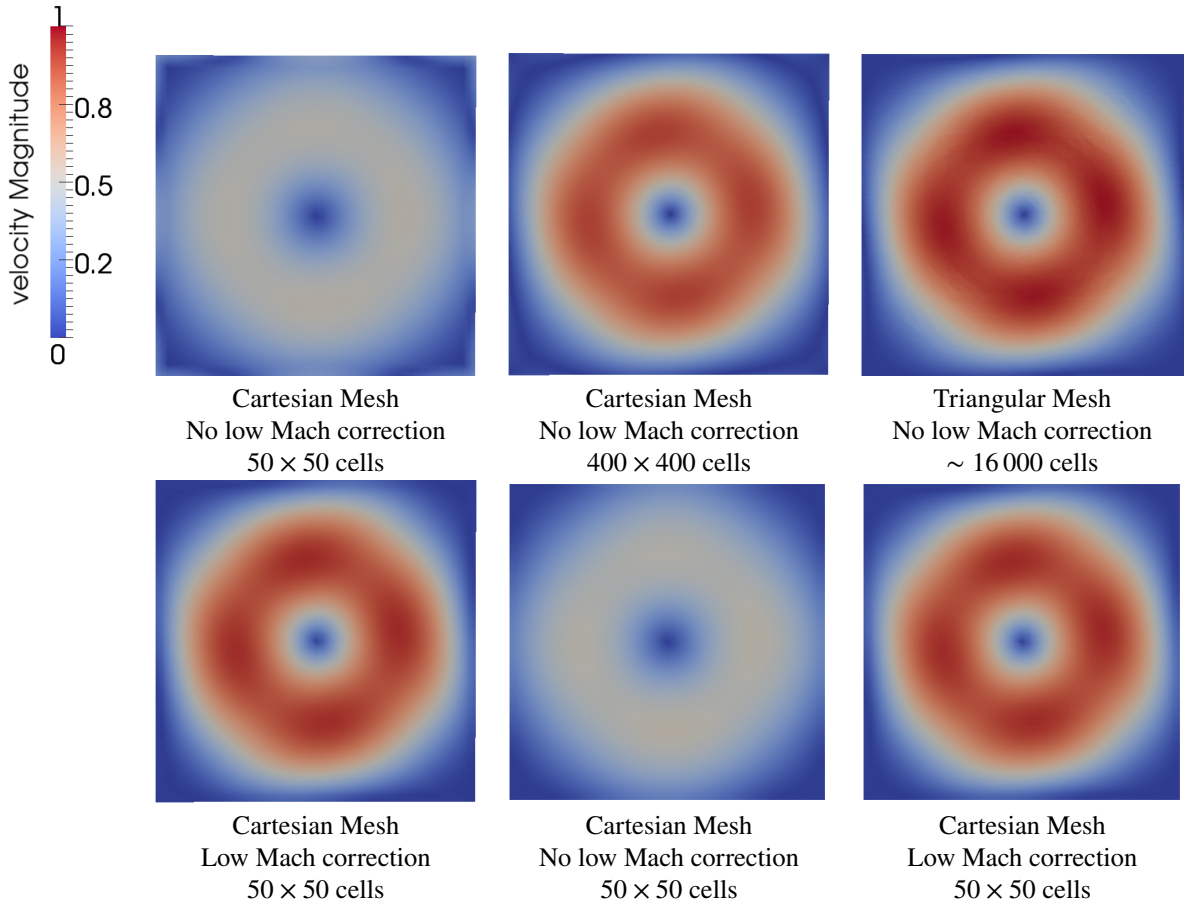 1
0.8
0.5
0.2
0
velocity Magnitude
Cartesian Mesh
No low Mach correction
50 × 50 cells
Cartesian Mesh
No low Mach correction
400 × 400 cells
Triangular Mesh
No low Mach correction
∼ 16 000 cells
Cartesian Mesh
Low Mach correction
50 × 50 cells
Cartesian Mesh
No low Mach correction
50 × 50 cells
Cartesian Mesh
Low Mach correction
50 × 50 cells